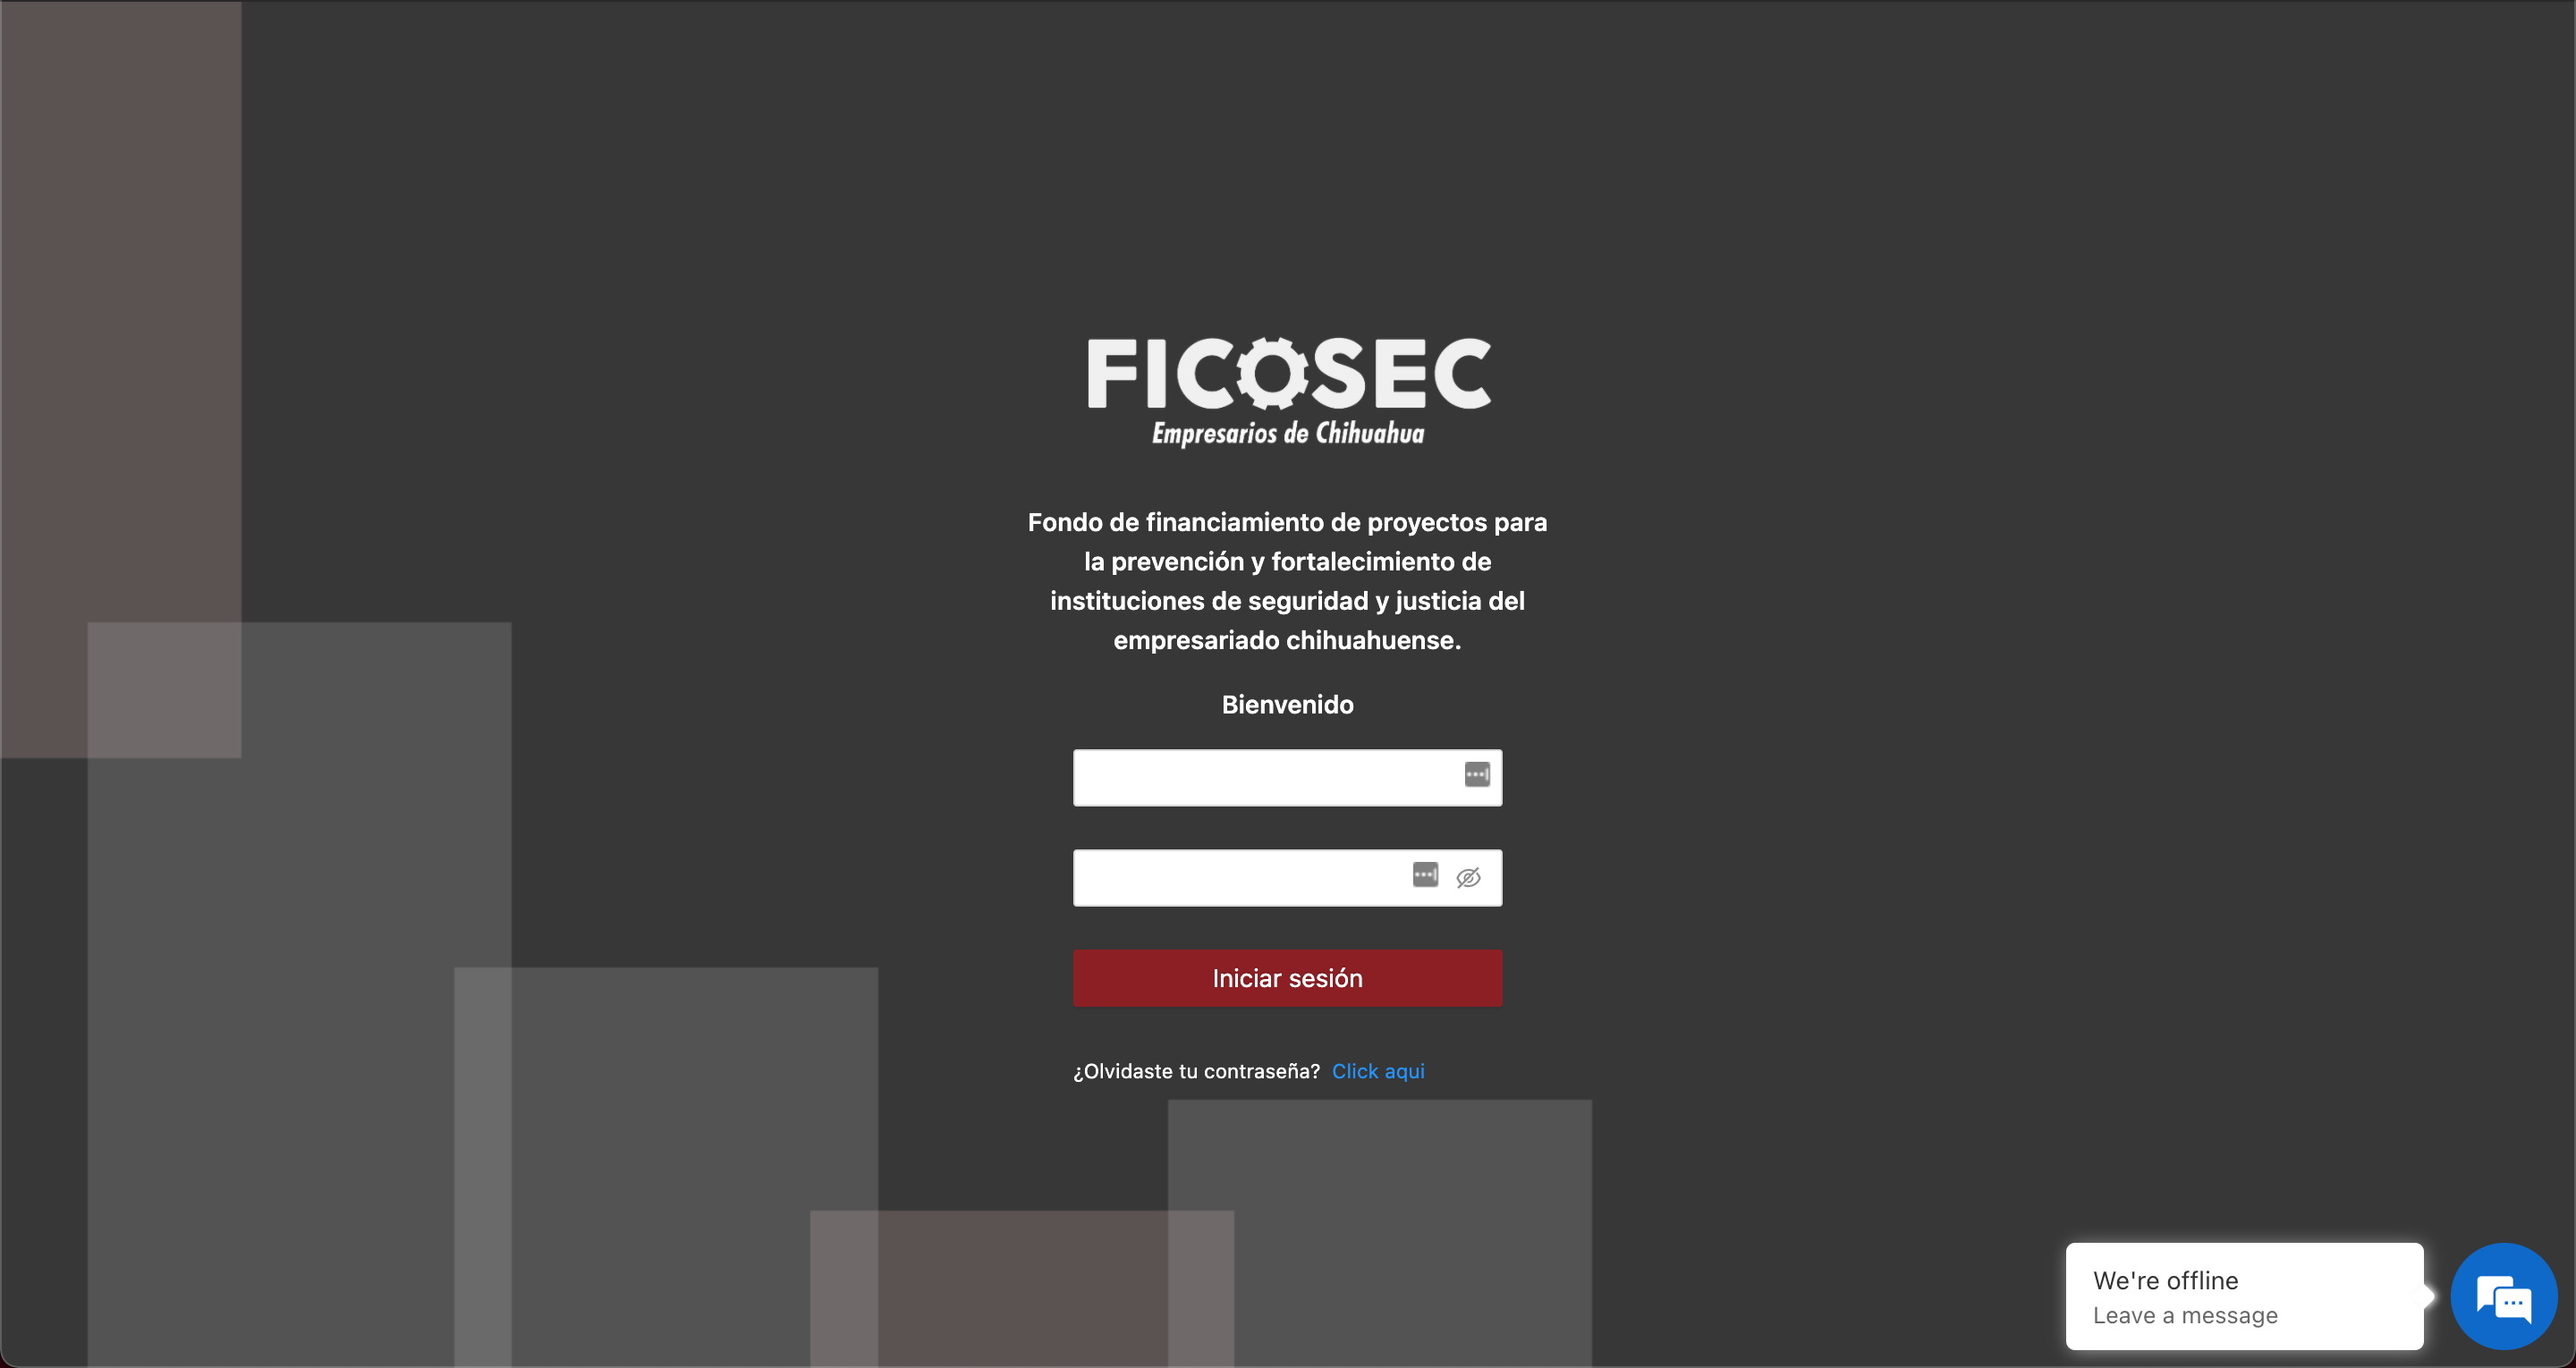 FICOSEC
Empresarios de Chihuahua
Fondo de financiamiento de proyectos para
la prevención y fortalecimiento de
instituciones de seguridad y justicia del
empresariado chihuahuense.
Bienvenido
Iniciar sesión
¿Olvidaste tu contraseña? Click aqui
We're offline
Leave a message